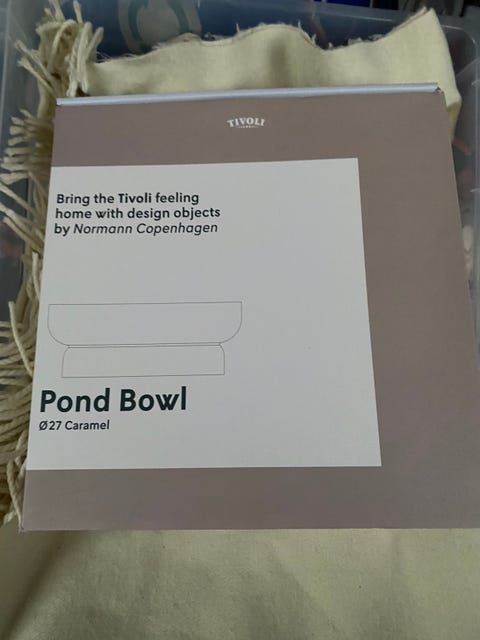 TIVOLI
Bring the Tivoli feeling
home with design objects
by Normann Copenhagen
Pond Bowl
Ø27 Caramel